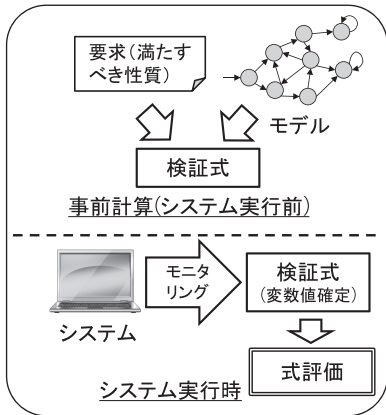 要求(満たす
べき性質)
モデル
検証式
事前計算(システム実行前)
モニタ
リング
検証式
(変数値確定)
システム
式評価
システム実行時